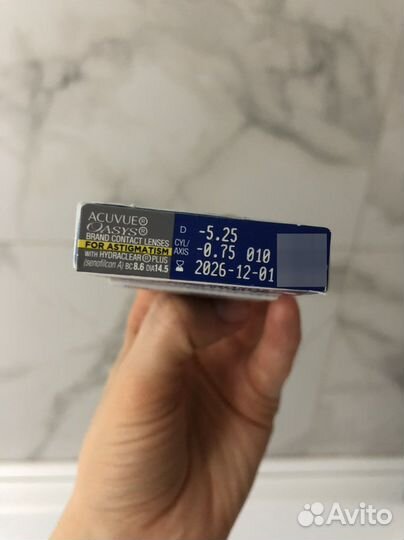 ACUVUE®
OASYS®
BRAND CONTACT LENSES
FOR ASTIGMATISM
WITH HYDRACLEAR® PLUS
(senofilcon A) BC 8.6 DIA 14.5
D -5.25
CYL/
AXIS -0.75 010
2026-12-01
Avito